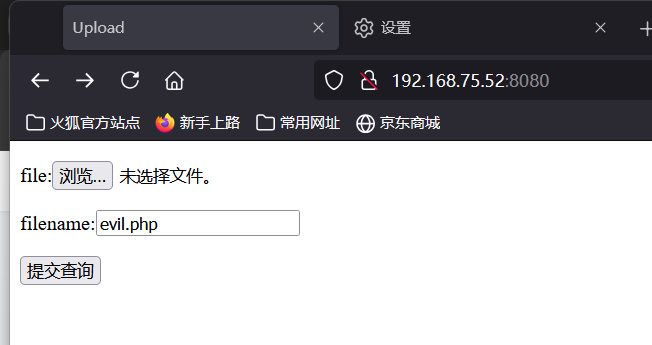 Upload 设置
192.168.75.52:8080
火狐官方站点 新手上路 常用网址 京东商城
file: 浏览... 未选择文件。
filename: evil.php
提交查询